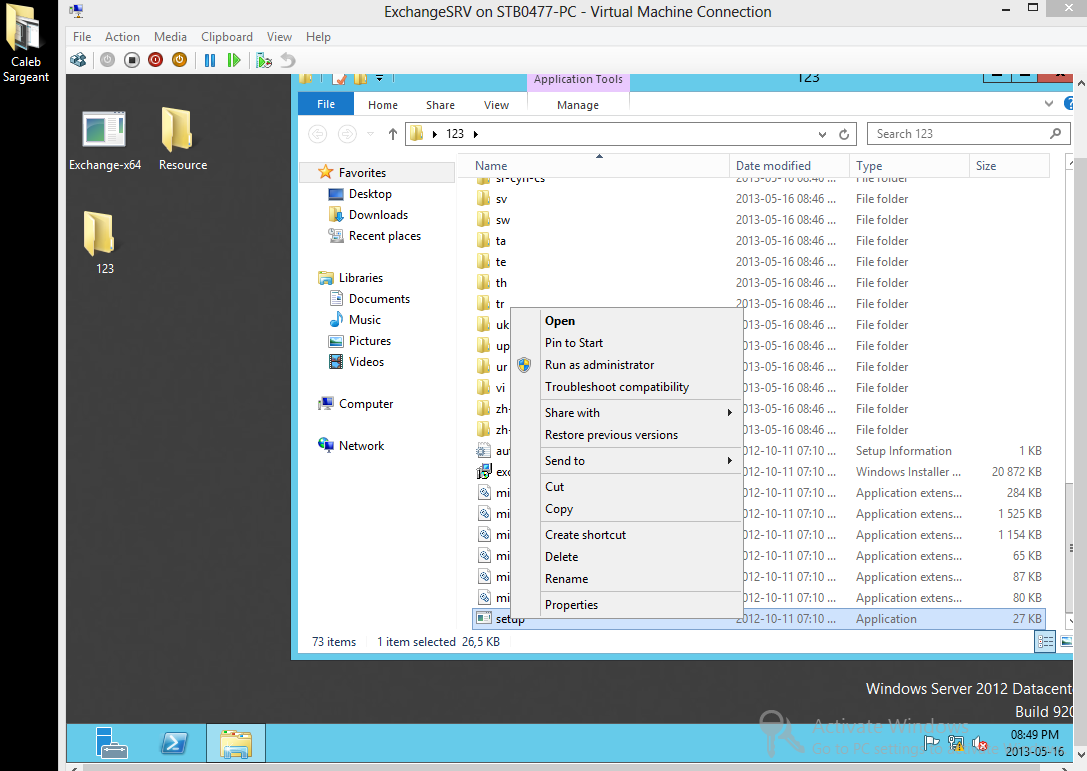 ExchangeSRV on STB0477-PC - Virtual Machine Connection
Caleb
Sargeant
File Action Media Clipboard View Help
Application Tools
123
File Home Share View Manage
123
Search 123
Exchange-x64
Resource
123
Favorites
Desktop
Downloads
Recent places
Libraries
Documents
Music
Pictures
Videos
Computer
Network
Name Date modified Type Size
sr-cyrl-cs 2013-05-16 08:46 ... File folder
sv 2013-05-16 08:46 ... File folder
sw 2013-05-16 08:46 ... File folder
ta 2013-05-16 08:46 ... File folder
te 2013-05-16 08:46 ... File folder
th 2013-05-16 08:46 ... File folder
tr 2013-05-16 08:46 ... File folder
uk 2013-05-16 08:46 ... File folder
up 2013-05-16 08:46 ... File folder
ur 2013-05-16 08:46 ... File folder
vi 2013-05-16 08:46 ... File folder
zh- 2013-05-16 08:46 ... File folder
zh- 2013-05-16 08:46 ... File folder
au 2012-10-11 07:10 ... Setup Information 1 KB
exc 2012-10-11 07:10 ... Windows Installer ... 20 872 KB
mi 2012-10-11 07:10 ... Application extens... 284 KB
mi 2012-10-11 07:10 ... Application extens... 1 525 KB
mi 2012-10-11 07:10 ... Application extens... 1 154 KB
mi 2012-10-11 07:10 ... Application extens... 65 KB
mi 2012-10-11 07:10 ... Application extens... 87 KB
mi 2012-10-11 07:10 ... Application extens... 80 KB
setup 2012-10-11 07:10 ... Application 27 KB
Open
Pin to Start
Run as administrator
Troubleshoot compatibility
Share with
Restore previous versions
Send to
Cut
Copy
Create shortcut
Delete
Rename
Properties
73 items 1 item selected 26,5 KB
Windows Server 2012 Datacent
Build 920
Activate Windows
Go to PC settings
08:49 PM
2013-05-16